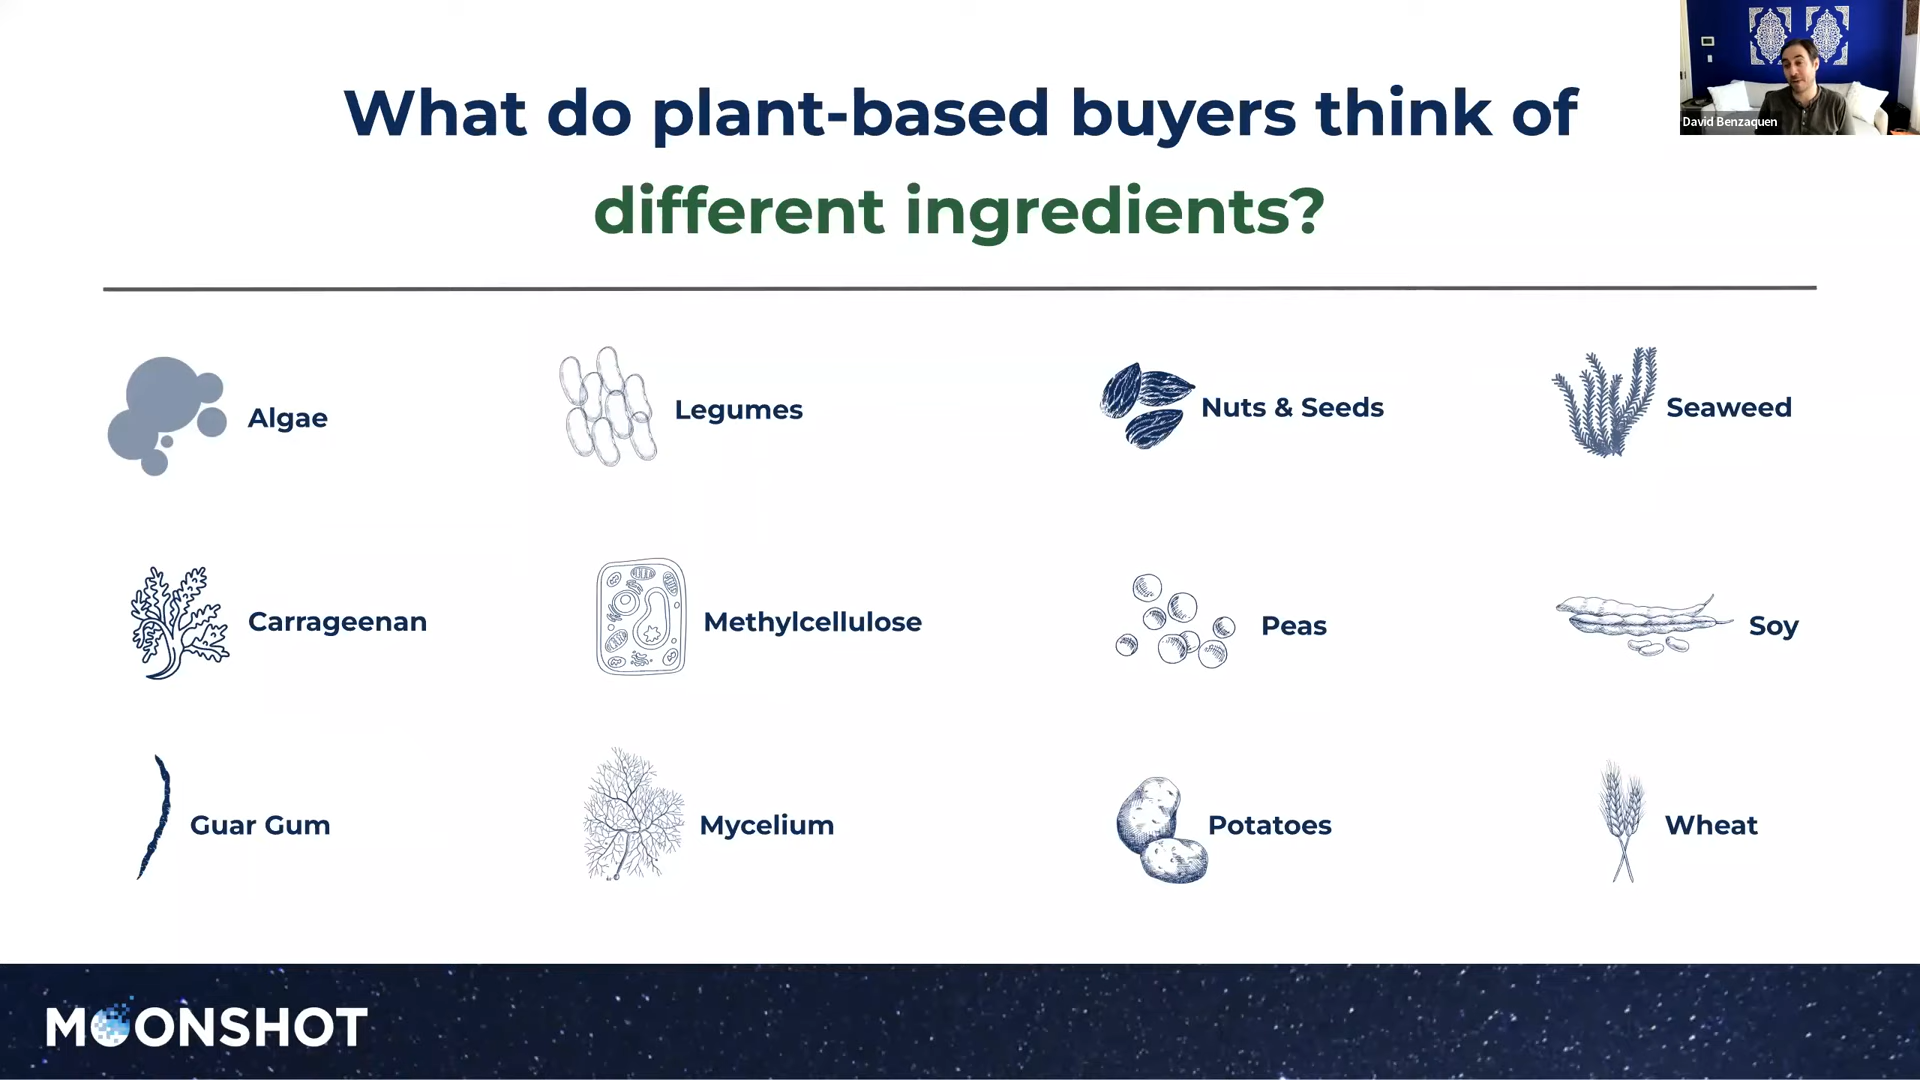 What do plant-based buyers think of
different ingredients?
David Benzaquen
Algae
Legumes
Nuts & Seeds
Seaweed
Carrageenan
Methylcellulose
Peas
Soy
Guar Gum
Mycelium
Potatoes
Wheat
MOONSHOT